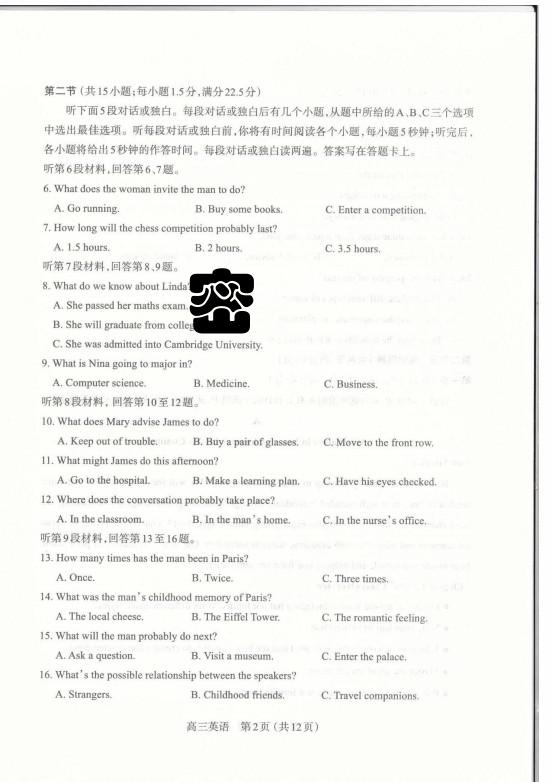 第二节 (共15小题;每小题1.5分,满分22.5分)
听下面5段对话或独白。每段对话或独白后有几个小题,从题中所给的A、B、C三个选项
中选出最佳选项。听每段对话或独白前,你将有时间阅读各个小题,每小题5秒钟;听完后,
各小题将给出5秒钟的作答时间。每段对话或独白读两遍。答案写在答题卡上。
听第6段材料,回答第6、7题。
6. What does the woman invite the man to do?
A. Go running. B. Buy some books. C. Enter a competition.
7. How long will the chess competition probably last?
A. 1.5 hours. B. 2 hours. C. 3.5 hours.
听第7段材料,回答第8、9题。
8. What do we know about Linda?
A. She passed her maths exam.
B. She will graduate from colleg
C. She was admitted into Cambridge University.
9. What is Nina going to major in?
A. Computer science. B. Medicine. C. Business.
听第8段材料, 回答第10至12题。
10. What does Mary advise James to do?
A. Keep out of trouble. B. Buy a pair of glasses. C. Move to the front row.
11. What might James do this afternoon?
A. Go to the hospital. B. Make a learning plan. C. Have his eyes checked.
12. Where does the conversation probably take place?
A. In the classroom. B. In the man's home. C. In the nurse's office.
听第9段材料,回答第13至16题。
13. How many times has the man been in Paris?
A. Once. B. Twice. C. Three times.
14. What was the man's childhood memory of Paris?
A. The local cheese. B. The Eiffel Tower. C. The romantic feeling.
15. What will the man probably do next?
A. Ask a question. B. Visit a museum. C. Enter the palace.
16. What's the possible relationship between the speakers?
A. Strangers. B. Childhood friends. C. Travel companions.
高三英语 第2页(共12页)